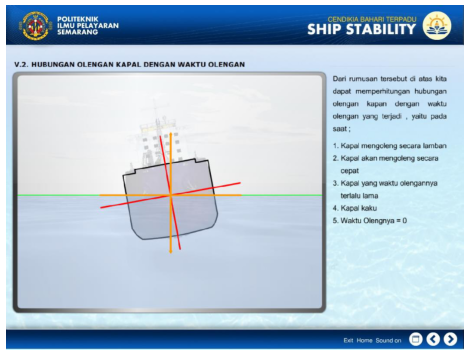 POLITEKNIK
ILMU PELAYARAN
SEMARANG
CENDIKIA BAHARI TERPADU
SHIP STABILITY
V.2. HUBUNGAN OLENGAN KAPAL DENGAN WAKTU OLENGAN
Dari rumusan tersebut di atas kita
dapat memperhitungan hubungan
olengan kapan dengan waktu
olengan yang terjadi , yaitu pada
saat ;
1. Kapal mengoleng secara lamban
2. Kapal akan mengoleng secara
cepat
3. Kapal yang waktu olengannya
terlalu lama
4. Kapal kaku
5. Waktu Olengnya = 0
Exit Home Sound on